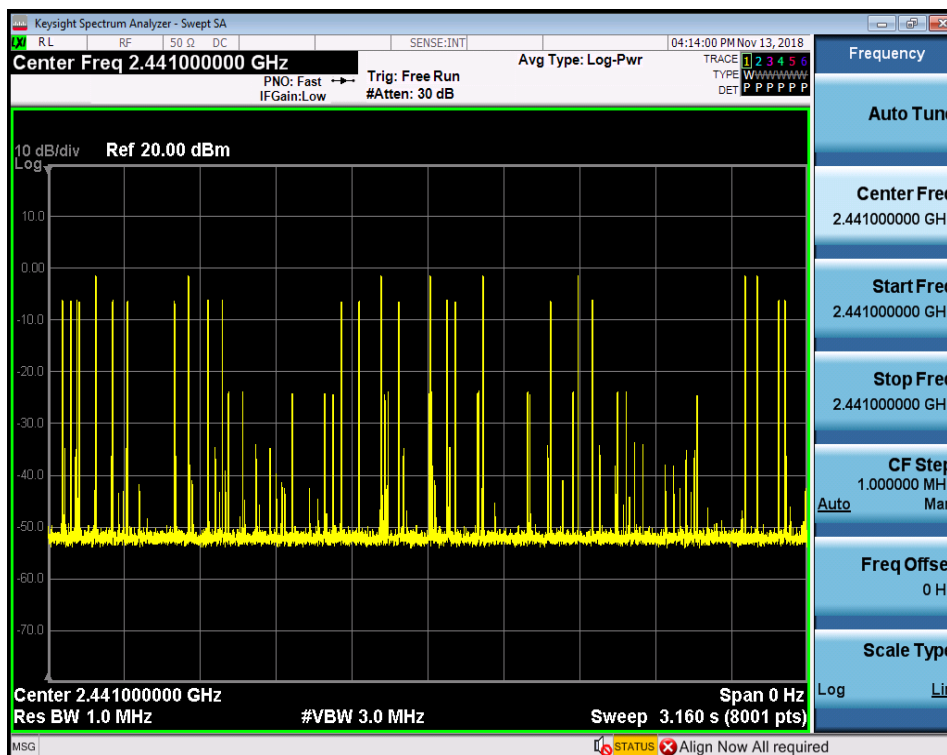 Keysight Spectrum Analyzer - Swept SA
LXI RL RF 50 Ω DC SENSE:INT 04:14:00 PM Nov 13, 2018
Center Freq 2.441000000 GHz
PNO: Fast
IFGain:Low
Trig: Free Run
#Atten: 30 dB
Avg Type: Log-Pwr
TRACE 1 2 3 4 5 6
TYPE WWWWWWW
DET P P P P P P
10 dB/div Ref 20.00 dBm
Log
10.0
0.00
-10.0
-20.0
-30.0
-40.0
-50.0
-60.0
-70.0
Center 2.441000000 GHz Span 0 Hz
Res BW 1.0 MHz #VBW 3.0 MHz Sweep 3.160 s (8001 pts)
MSG STATUS Align Now All required
Frequency
Auto Tun
Center Fre
2.441000000 GH
Start Fre
2.441000000 GH
Stop Fre
2.441000000 GH
CF Ste
1.000000 MH
Auto Ma
Freq Offse
0 H
Scale Typ
Log Li